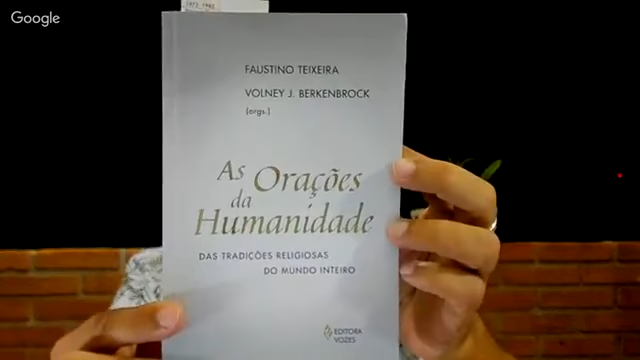 Google
FAUSTINO TEIXEIRA
VOLNEY J. BERKENBROCK
(orgs.)
As Orações
da
Humanidade
DAS TRADIÇÕES RELIGIOSAS
DO MUNDO INTEIRO
EDITORA
VOZES